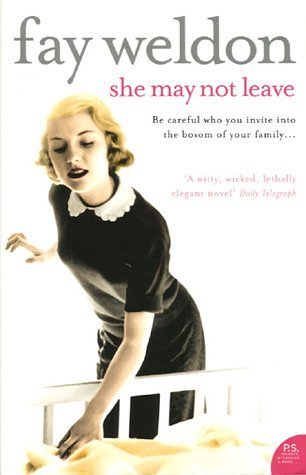 fay weldon
she may not leave
Be careful who you invite into
the bosom of your family...
'A witty, wicked, lethally
elegant novel' Daily Telegraph
P.S.